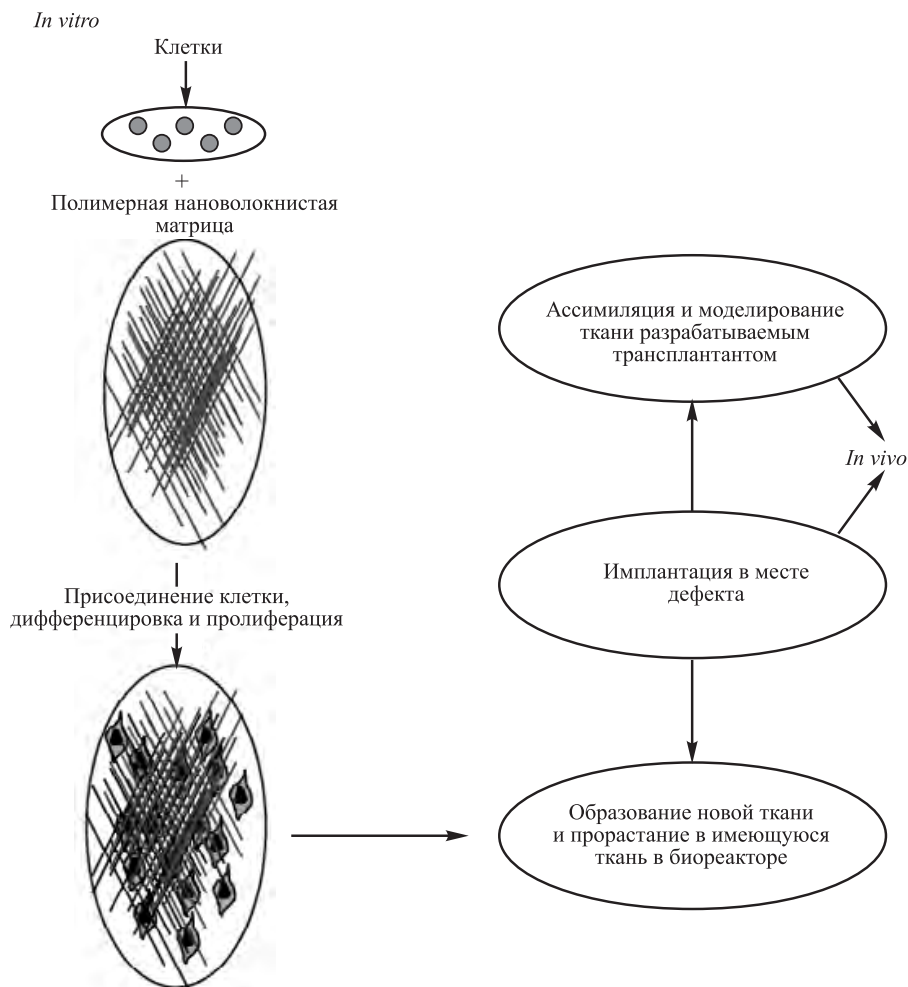 In vitro
Клетки
+
Полимерная нановолокнистая
матрица
Присоединение клетки,
дифференцировка и пролиферация
Ассимиляция и моделирование
ткани разрабатываемым
трансплантантом
In vivo
Имплантация в месте
дефекта
Образование новой ткани
и прорастание в имеющуюся
ткань в биореакторе